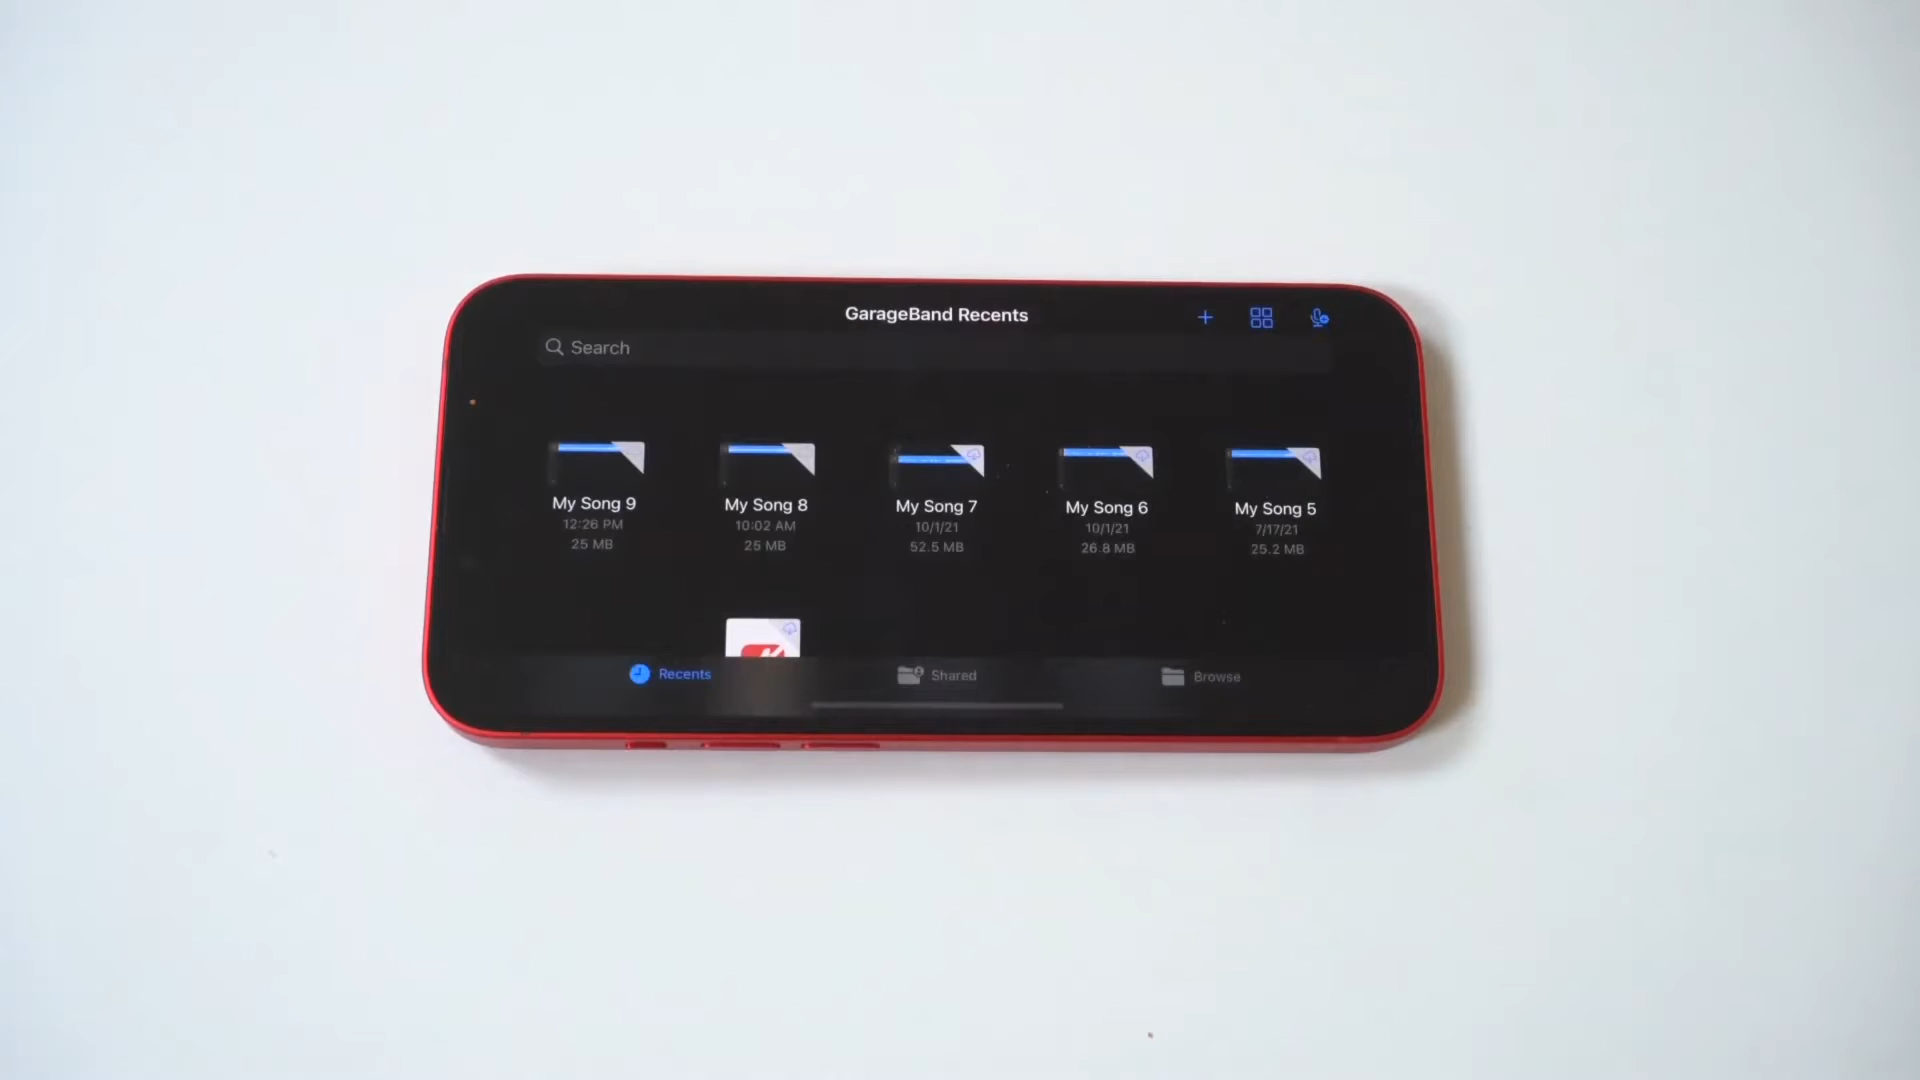 GarageBand Recents
Search
My Song 9
12:26 PM
25 MB
My Song 8
10:02 AM
25 MB
My Song 7
10/1/21
52.5 MB
My Song 6
10/1/21
26.8 MB
My Song 5
7/17/21
25.2 MB
Recents
Shared
Browse